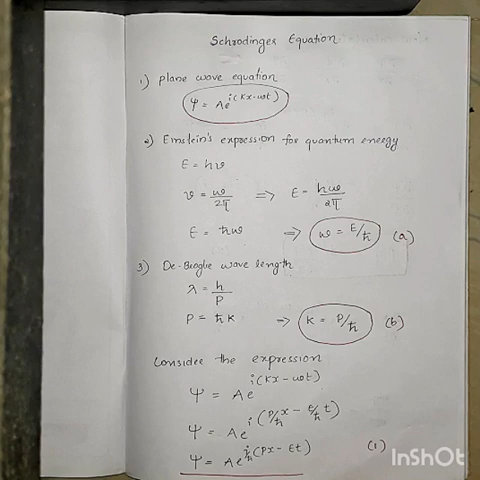 Schrodinger Equation
1) plane wave equation
Ψ = Ae^i(Kx-ωt)
2) Einstein's expression for quantum energy
E = hν
ν = ω/2π ⇒ E = hω/2π
E = ħω ⇒ ω = E/ħ (a)
3) De-Broglie wave length
λ = h/P
P = ħK → K = P/ħ (b)
Consider the expression
Ψ = Ae^i(Kx - ωt)
Ψ = Ae^i(P/ħ x - E/ħ t)
Ψ = Ae^i/ħ(Px - Et) (1)
InShOt